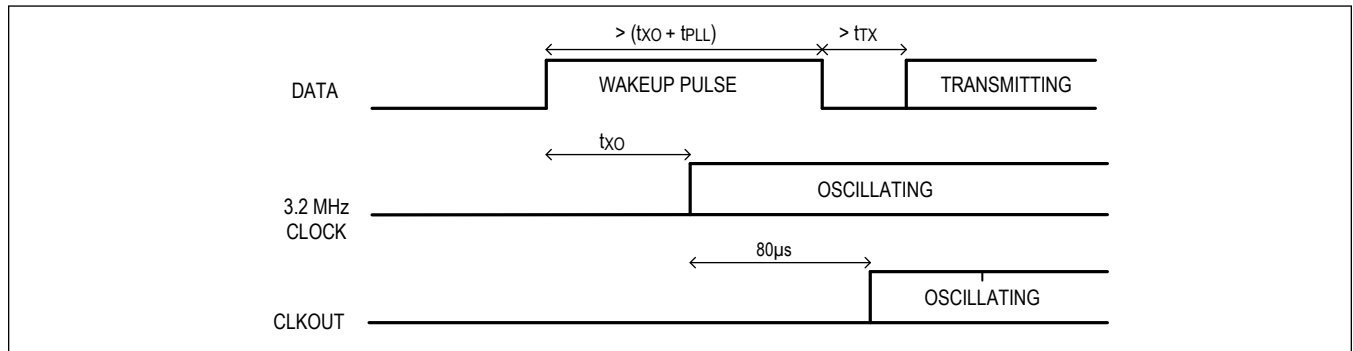 > (tXO + tPLL)
> tTX
DATA
WAKEUP PULSE
TRANSMITTING
tXO
3.2 MHz
CLOCK
OSCILLATING
80µs
CLKOUT
OSCILLATING